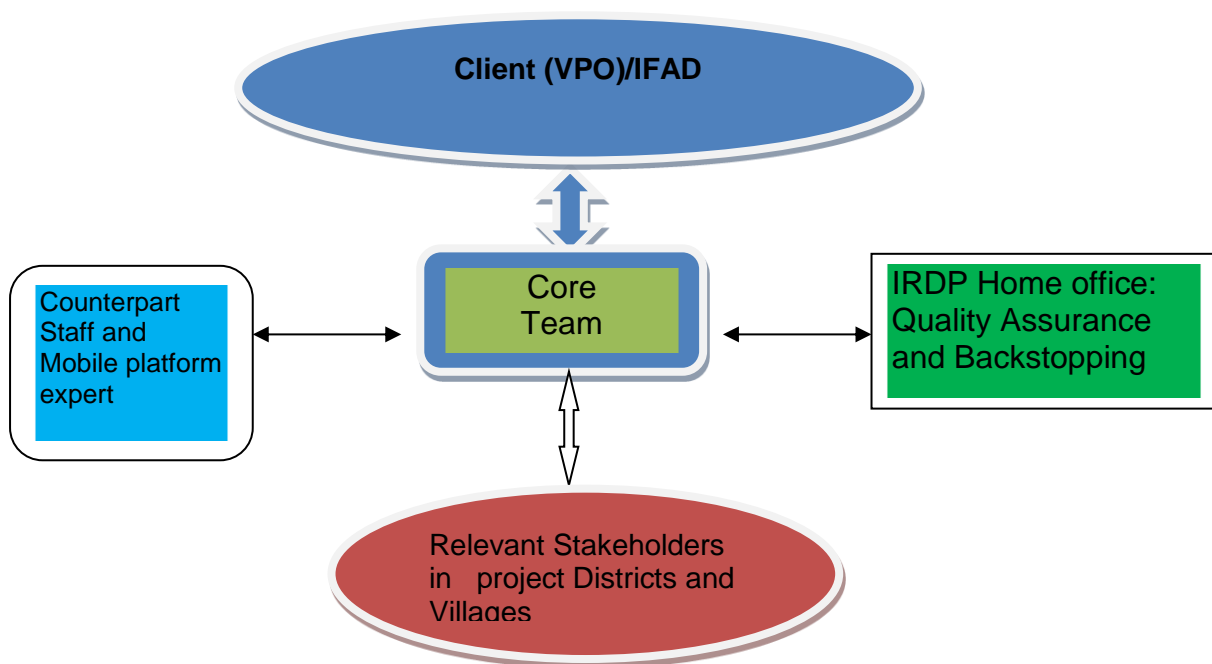 Client (VPO)/IFAD
Counterpart
Staff and
Mobile platform
expert
Core
Team
IRDP Home office:
Quality Assurance
and Backstopping
Relevant Stakeholders
in project Districts and
Villages